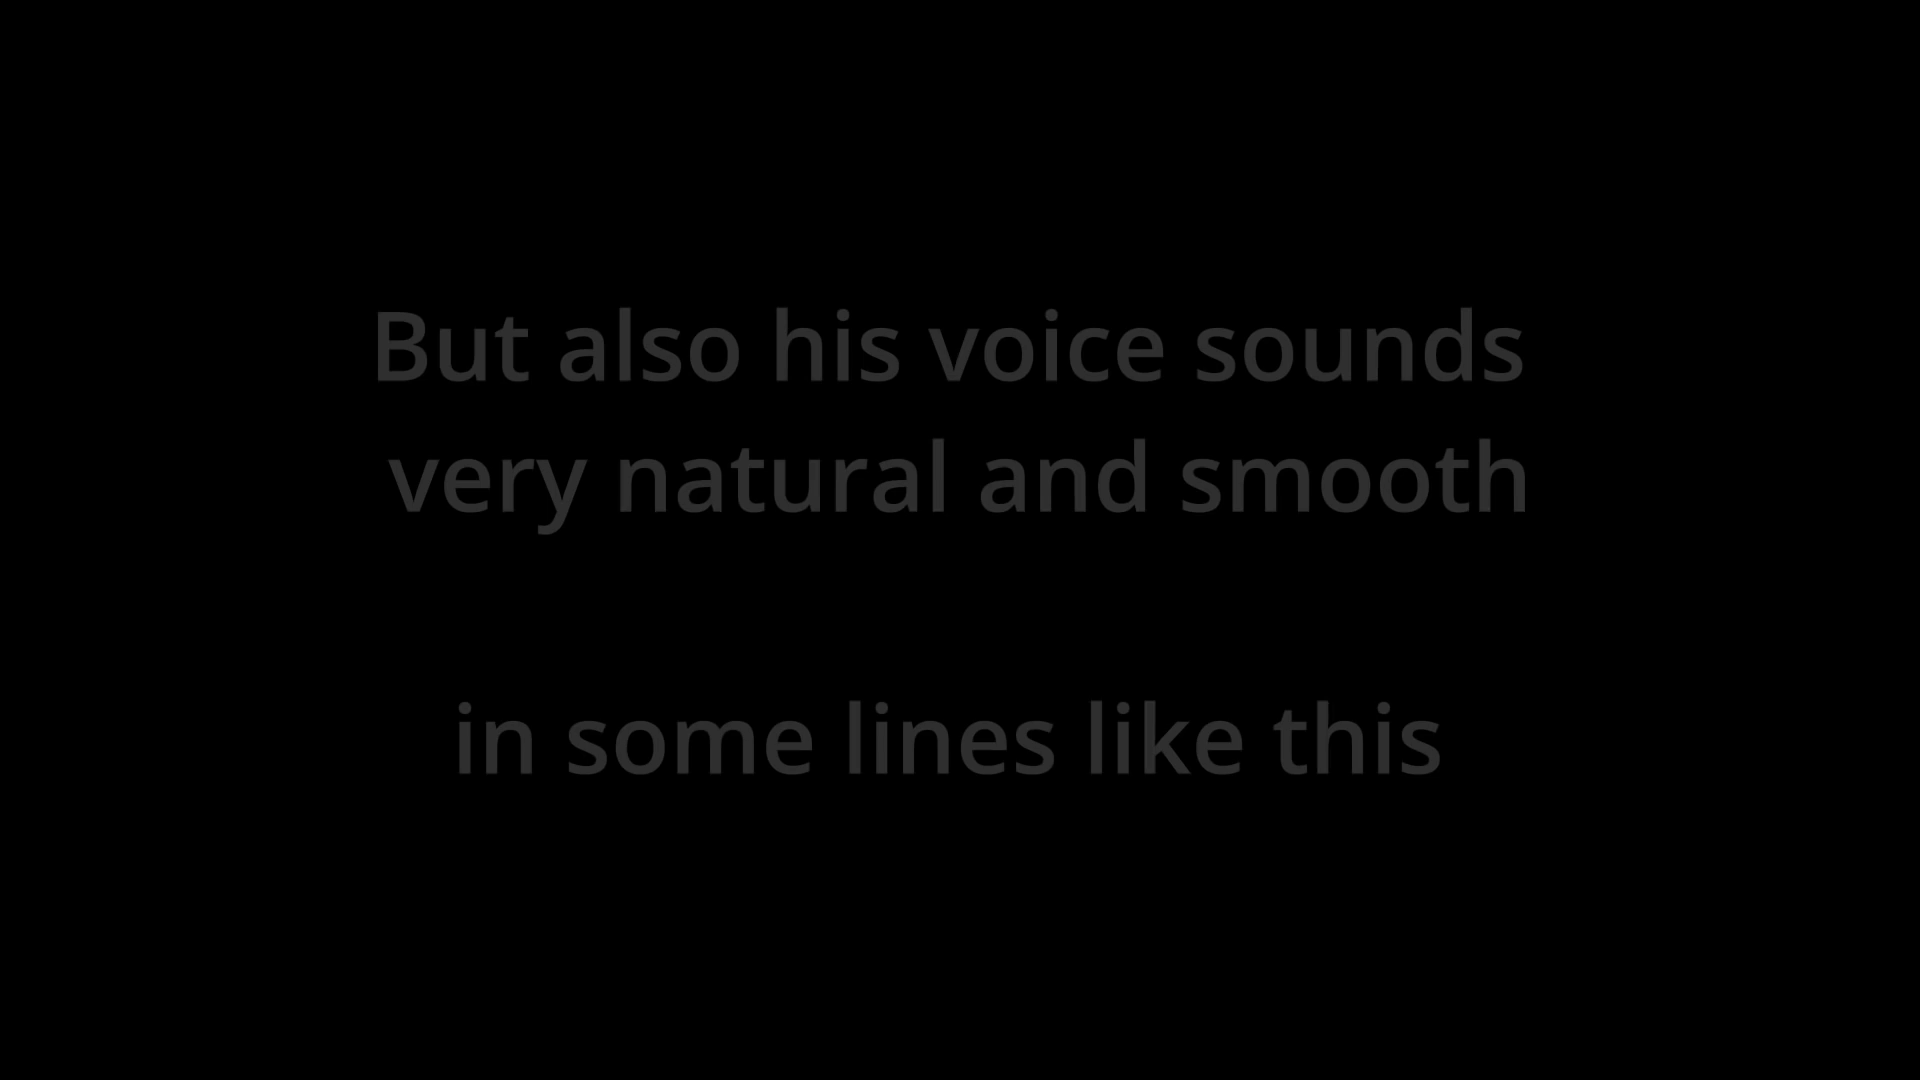 But also his voice sounds
very natural and smooth
in some lines like this